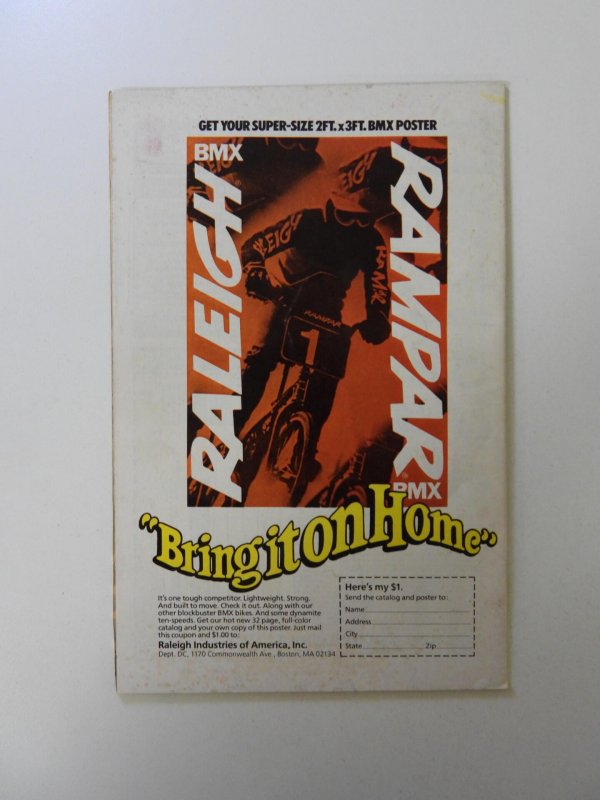 GET YOUR SUPER-SIZE 2FT. x 3FT. BMX POSTER
BMX
RALEIGH
RAMPAR
BMX
RALEIGH
RAMPAR
1
"Bring it on Home"
It's one tough competitor. Lightweight. Strong.
And built to move. Check it out. Along with our
other blockbuster BMX bikes. And some dynamite
ten-speeds. Get our hot new 32 page, full-color
catalog and your own copy of this poster. Just mail
this coupon and $1.00 to:
Raleigh Industries of America, Inc.
Dept. DC, 1170 Commonwealth Ave., Boston, MA 02134
Here's my $1.
Send the catalog and poster to:
Name
Address
City
State Zip